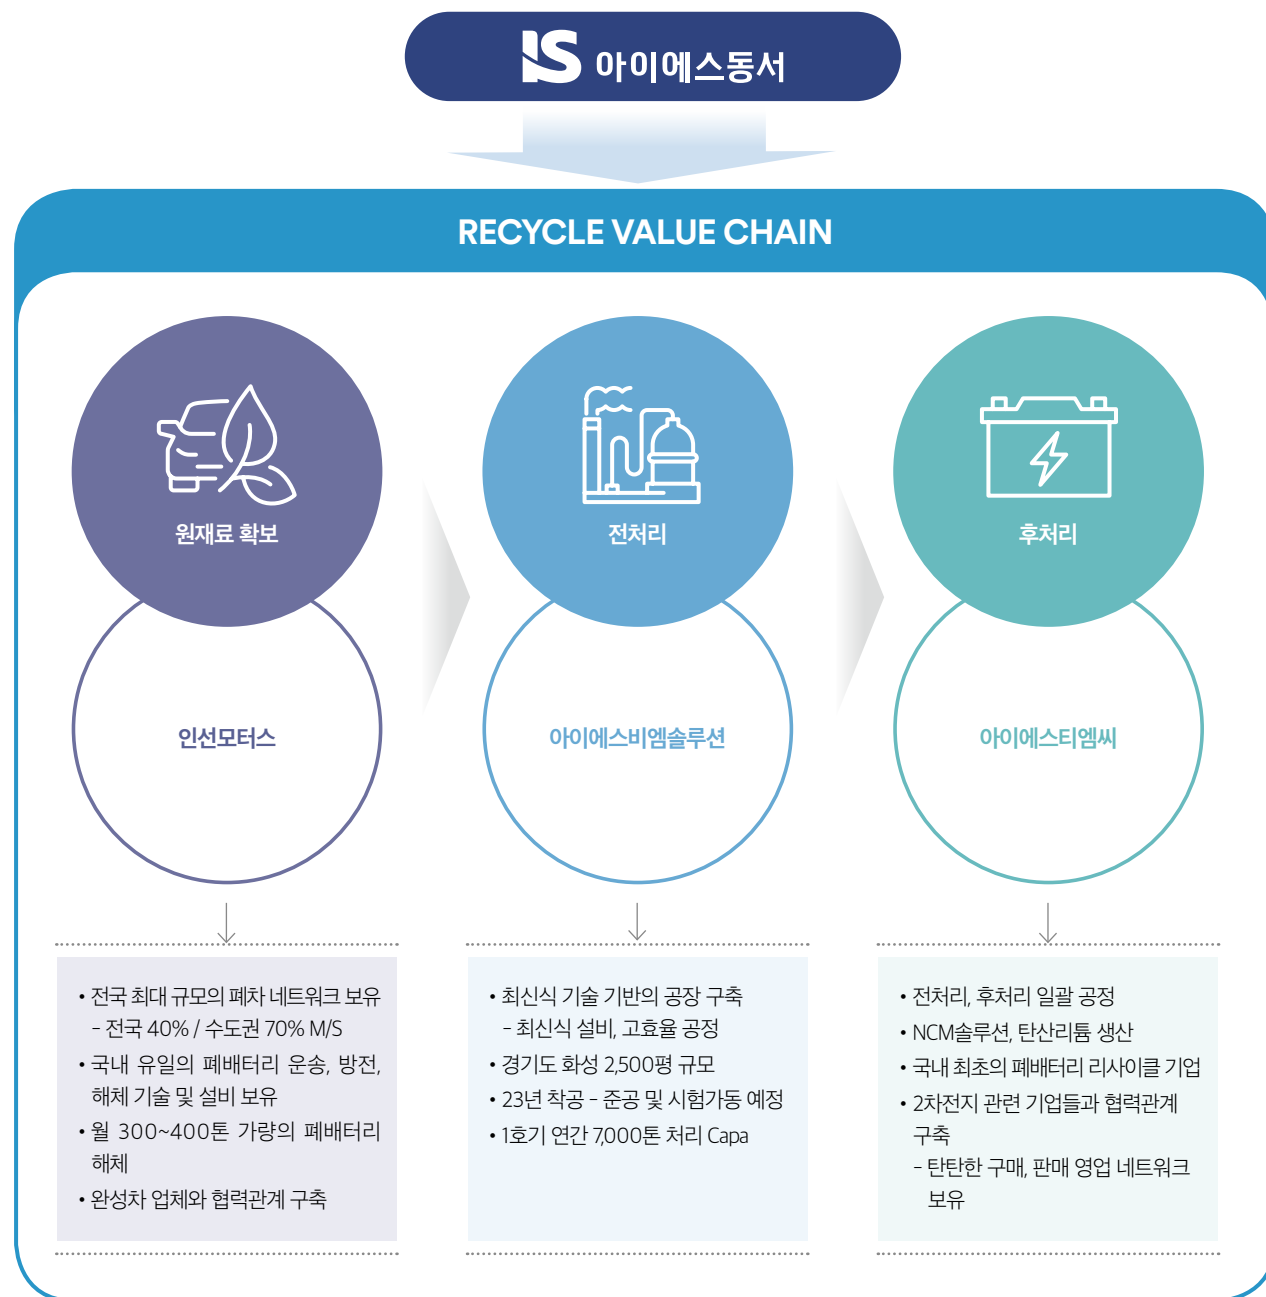 IS 아이에스동서
RECYCLE VALUE CHAIN
원재료 확보
인선모터스
• 전국 최대 규모의 폐차 네트워크 보유
- 전국 40% / 수도권 70% M/S
• 국내 유일의 폐배터리 운송, 방전,
해체 기술 및 설비 보유
• 월 300~400톤 가량의 폐배터리
해체
• 완성차 업체와 협력관계 구축
전처리
아이에스비엠솔루션
• 최신식 기술 기반의 공장 구축
- 최신식 설비, 고효율 공정
• 경기도 화성 2,500평 규모
• 23년 착공 - 준공 및 시험가동 예정
• 1호기 연간 7,000톤 처리 Capa
후처리
아이에스티엠씨
• 전처리, 후처리 일괄 공정
• NCM솔루션, 탄산리튬 생산
• 국내 최초의 폐배터리 리사이클 기업
• 2차전지 관련 기업들과 협력관계
구축
- 탄탄한 구매, 판매 영업 네트워크
보유